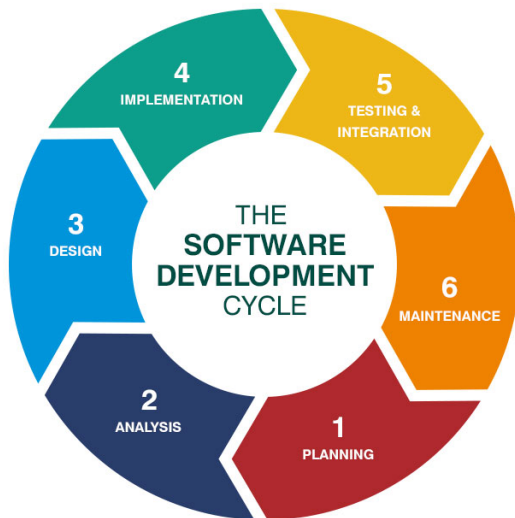 THE
SOFTWARE
DEVELOPMENT
CYCLE
1
PLANNING
2
ANALYSIS
3
DESIGN
4
IMPLEMENTATION
5
TESTING &
INTEGRATION
6
MAINTENANCE